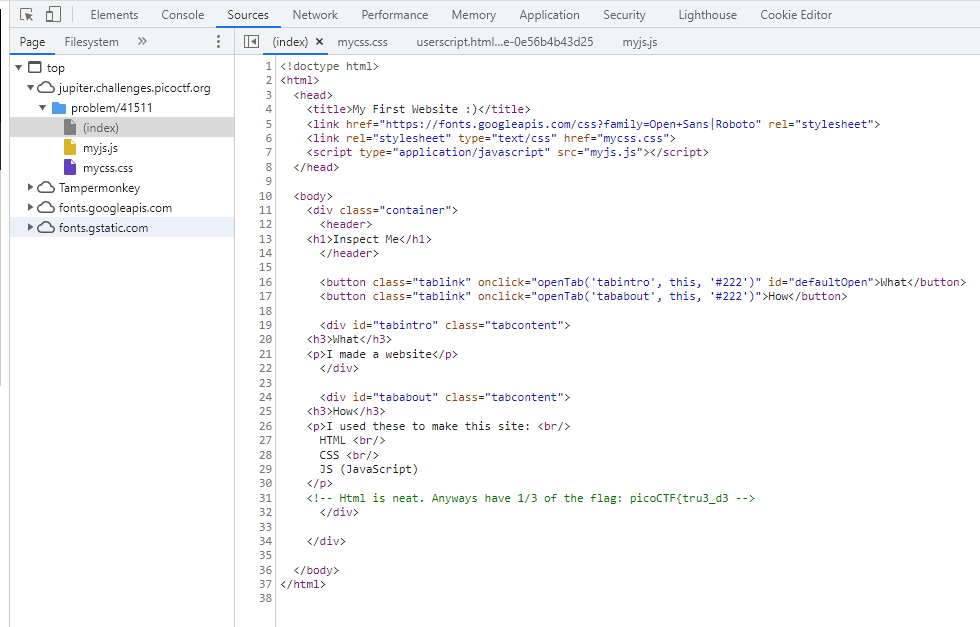 Elements Console Sources Network Performance Memory Application Security Lighthouse Cookie Editor
Page Filesystem » (index) × mycss.css userscript.html...e-0e56b4b43d25 myjs.js
top
jupiter.challenges.picoctf.org
problem/41511
(index)
myjs.js
mycss.css
Tampermonkey
fonts.googleapis.com
fonts.gstatic.com
1 <!doctype html>
2 <html>
3 <head>
4 <title>My First Website :)</title>
5 <link href="https://fonts.googleapis.com/css?family=Open+Sans|Roboto" rel="stylesheet">
6 <link rel="stylesheet" type="text/css" href="mycss.css">
7 <script type="application/javascript" src="myjs.js"></script>
8 </head>
9
10 <body>
11 <div class="container">
12 <header>
13 <h1>Inspect Me</h1>
14 </header>
15
16 <button class="tablink" onclick="openTab('tabintro', this, '#222')" id="defaultOpen">What</button>
17 <button class="tablink" onclick="openTab('tababout', this, '#222')">How</button>
18
19 <div id="tabintro" class="tabcontent">
20 <h3>What</h3>
21 <p>I made a website</p>
22 </div>
23
24 <div id="tababout" class="tabcontent">
25 <h3>How</h3>
26 <p>I used these to make this site: <br/>
27 HTML <br/>
28 CSS <br/>
29 JS (JavaScript)
30 </p>
31 <!-- Html is neat. Anyways have 1/3 of the flag: picoCTF{tru3_d3 -->
32 </div>
33
34 </div>
35
36 </body>
37 </html>
38